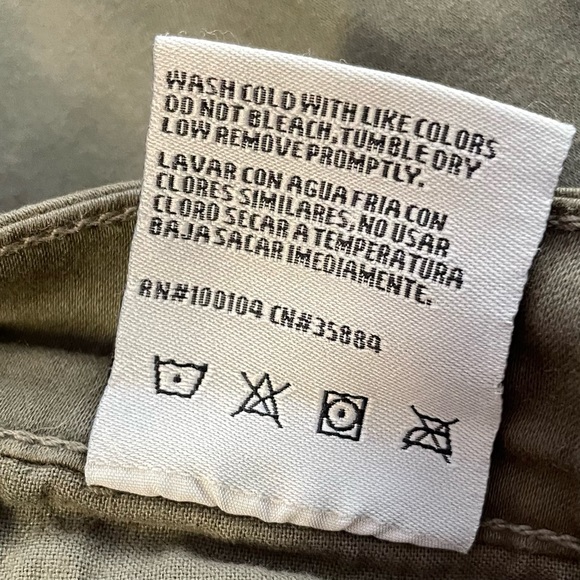 WASH COLD WITH LIKE COLORS
DO NOT BLEACH, TUMBLE DRY
LOW REMOVE PROMPTLY.
LAVAR CON AGUA FRIA CON
CLORES SIMILARES, NO USAR
CLORO SECAR A TEMPERATURA
BAJA SACAR IMEDIAMENTE.
RN#100104 CN#35884